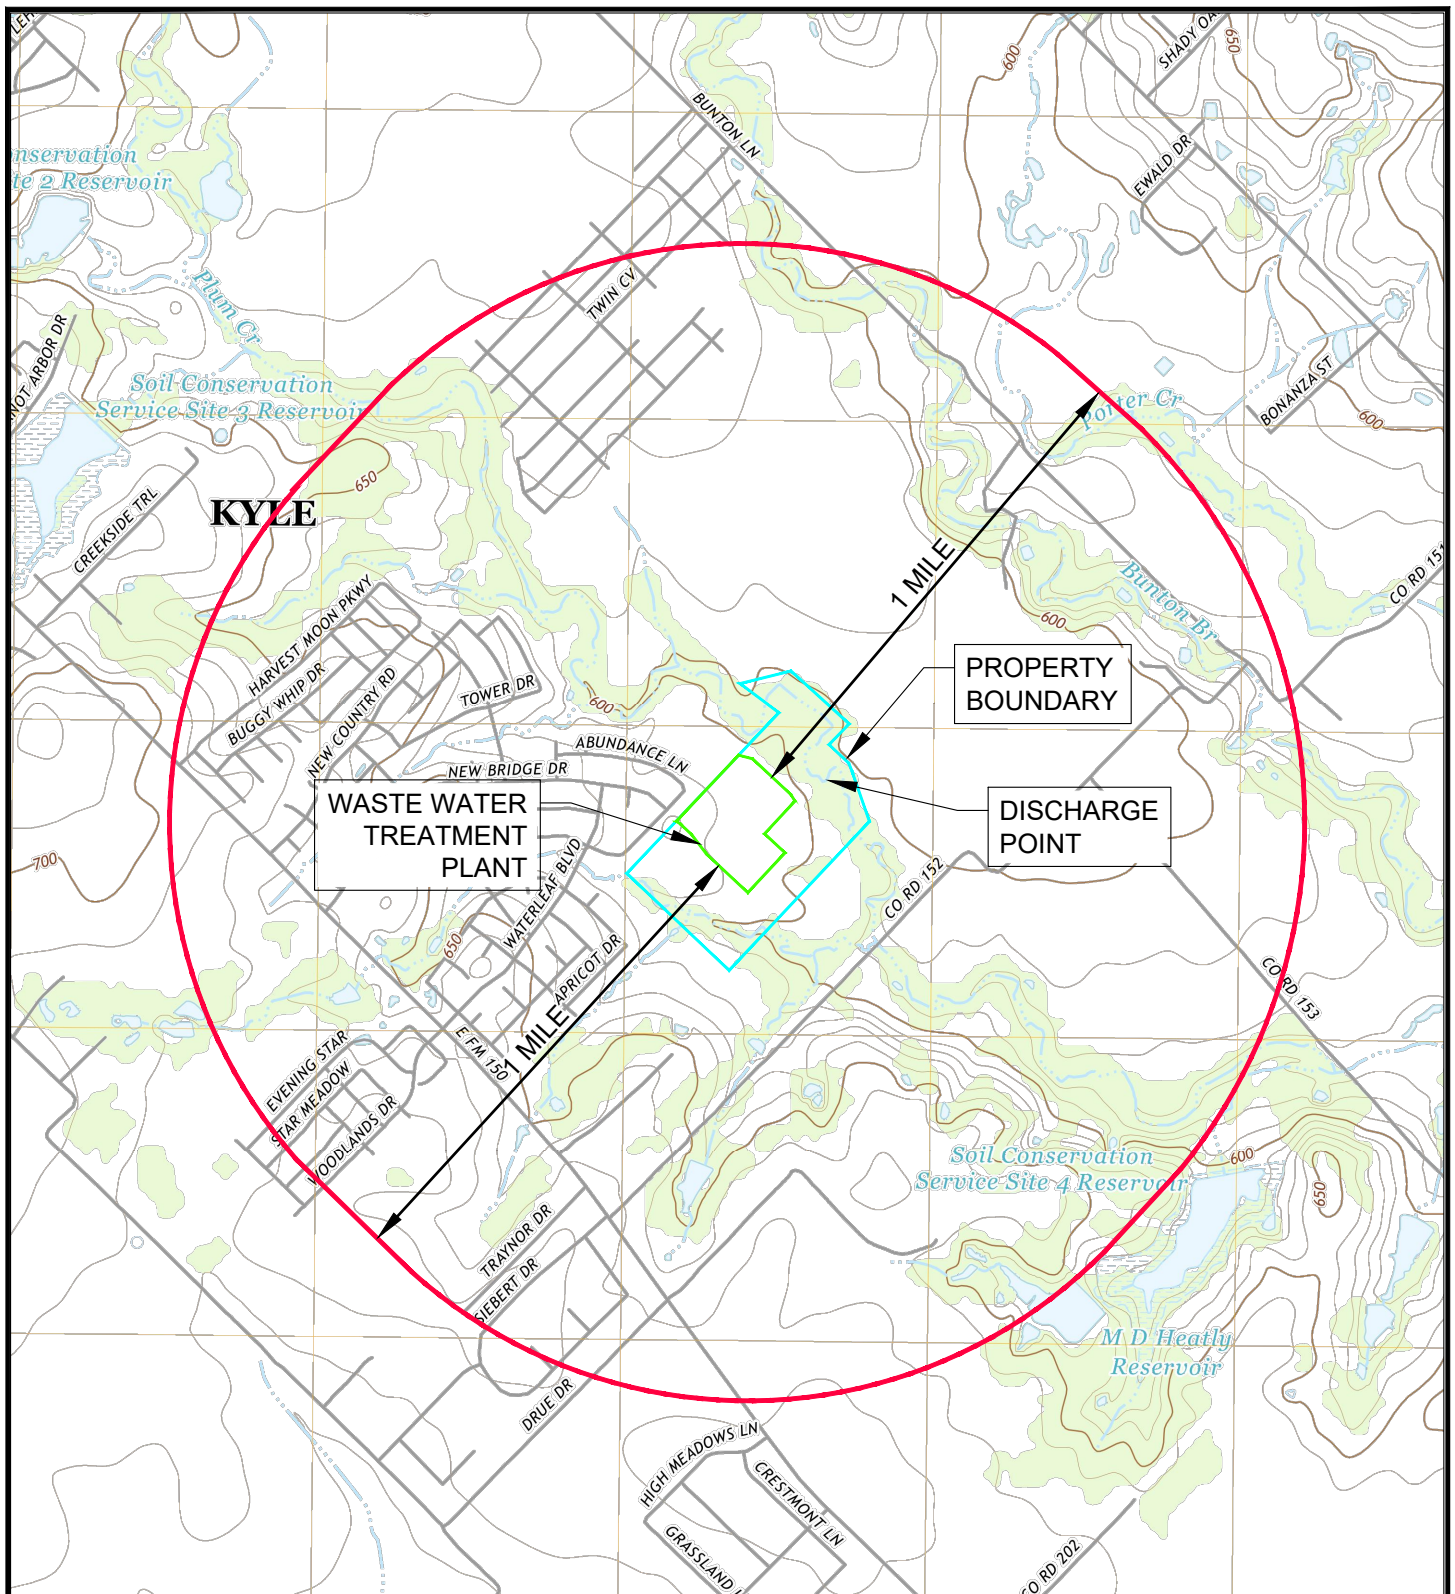 SHADY OA
650
600
BUNTON LN
nservation
te 2 Reservoir
EWALD DR
Plum Cr
TWIN CV
NOT ARBOR DR
Soil Conservation
Service Site 3 Reservoir
BONANZA ST
Porter Cr
600
650
KYLE
CREEKSIDE TRL
1 MILE
CO RD 151
Bunton Br
600
HARVEST MOON PKWY
BUGGY WHIP DR
NEW COUNTRY RD
TOWER DR
600
PROPERTY
BOUNDARY
ABUNDANCE LN
NEW BRIDGE DR
WASTE WATER
TREATMENT
PLANT
DISCHARGE
POINT
700
WATERLEAF BLVD
CO RD 152
650
APRICOT DR
CO RD 153
1 MILE
E FM 150
EVENING STAR
STAR MEADOW
WOODLANDS DR
Soil Conservation
Service Site 4 Reservoir
600
650
TRAYNOR DR
SIEBERT DR
M D Heatly
Reservoir
DRUE DR
HIGH MEADOWS LN
CRESTMONT LN
GRASSLAND
CO RD 202